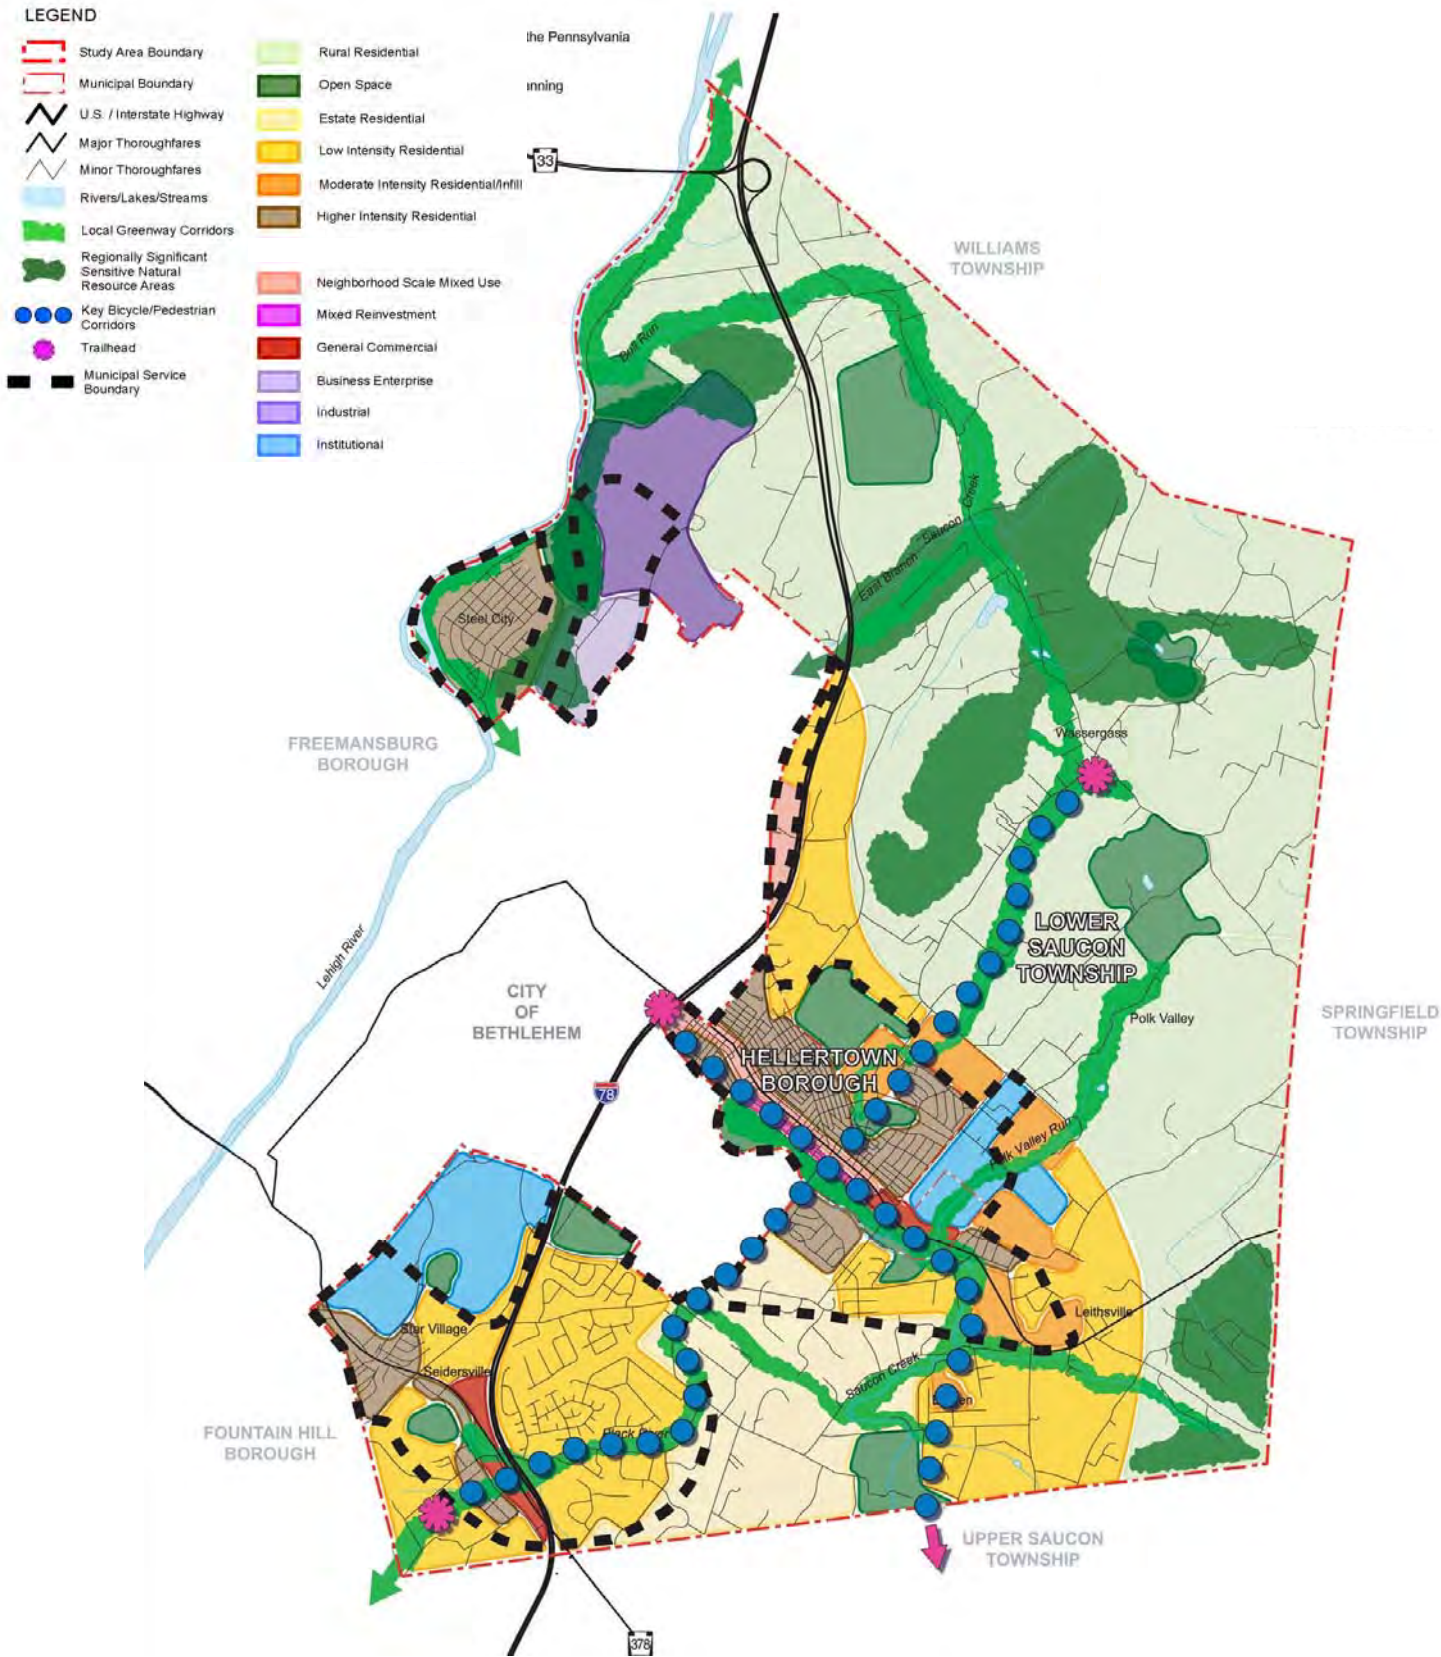 LEGEND
Study Area Boundary
Municipal Boundary
U.S. / Interstate Highway
Major Thoroughfares
Minor Thoroughfares
Rivers/Lakes/Streams
Local Greenway Corridors
Regionally Significant
Sensitive Natural
Resource Areas
Key Bicycle/Pedestrian
Corridors
Trailhead
Municipal Service
Boundary
Rural Residential
Open Space
Estate Residential
Low Intensity Residential
Moderate Intensity Residential/Infill
Higher Intensity Residential
Neighborhood Scale Mixed Use
Mixed Reinvestment
General Commercial
Business Enterprise
Industrial
Institutional
the Pennsylvania
nning
33
WILLIAMS
TOWNSHIP
Bull Run
East Branch Saucon Creek
Steel City
FREEMANSBURG
BOROUGH
Wassergass
LOWER
SAUCON
TOWNSHIP
Lehigh River
CITY
OF
BETHLEHEM
Polk Valley
SPRINGFIELD
TOWNSHIP
HELLERTOWN
BOROUGH
78
Polk Valley Run
Leithsville
Star Village
Seidersville
Saucon Creek
FOUNTAIN HILL
BOROUGH
Black River
UPPER SAUCON
TOWNSHIP
378